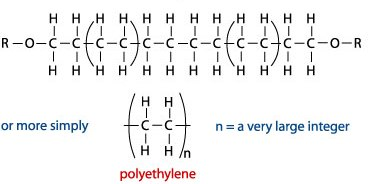 H H H H H H H H H H H H
R–O–C–C–(C–C)–C–C–C–C–(C–C)–C–C–O–R
H H H H H H H H H H H H
H H
or more simply (–C–C–)n n = a very large integer
H H
polyethylene